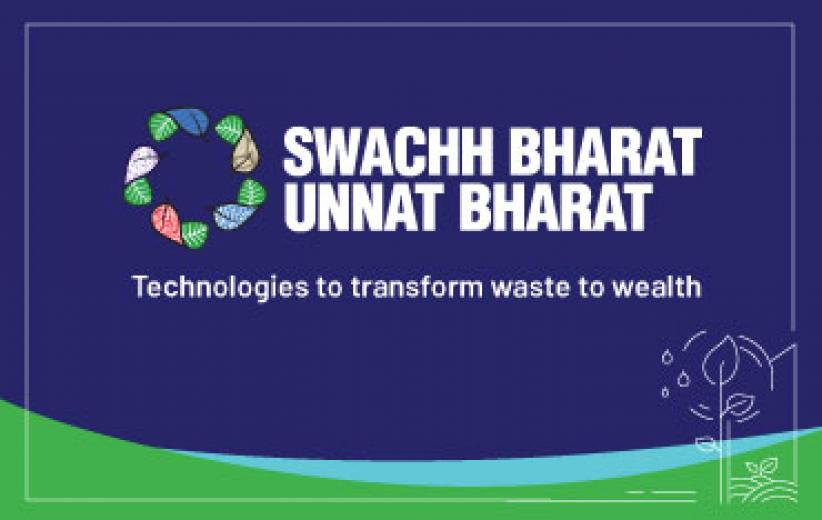 SWACHH BHARAT
UNNAT BHARAT
Technologies to transform waste to wealth